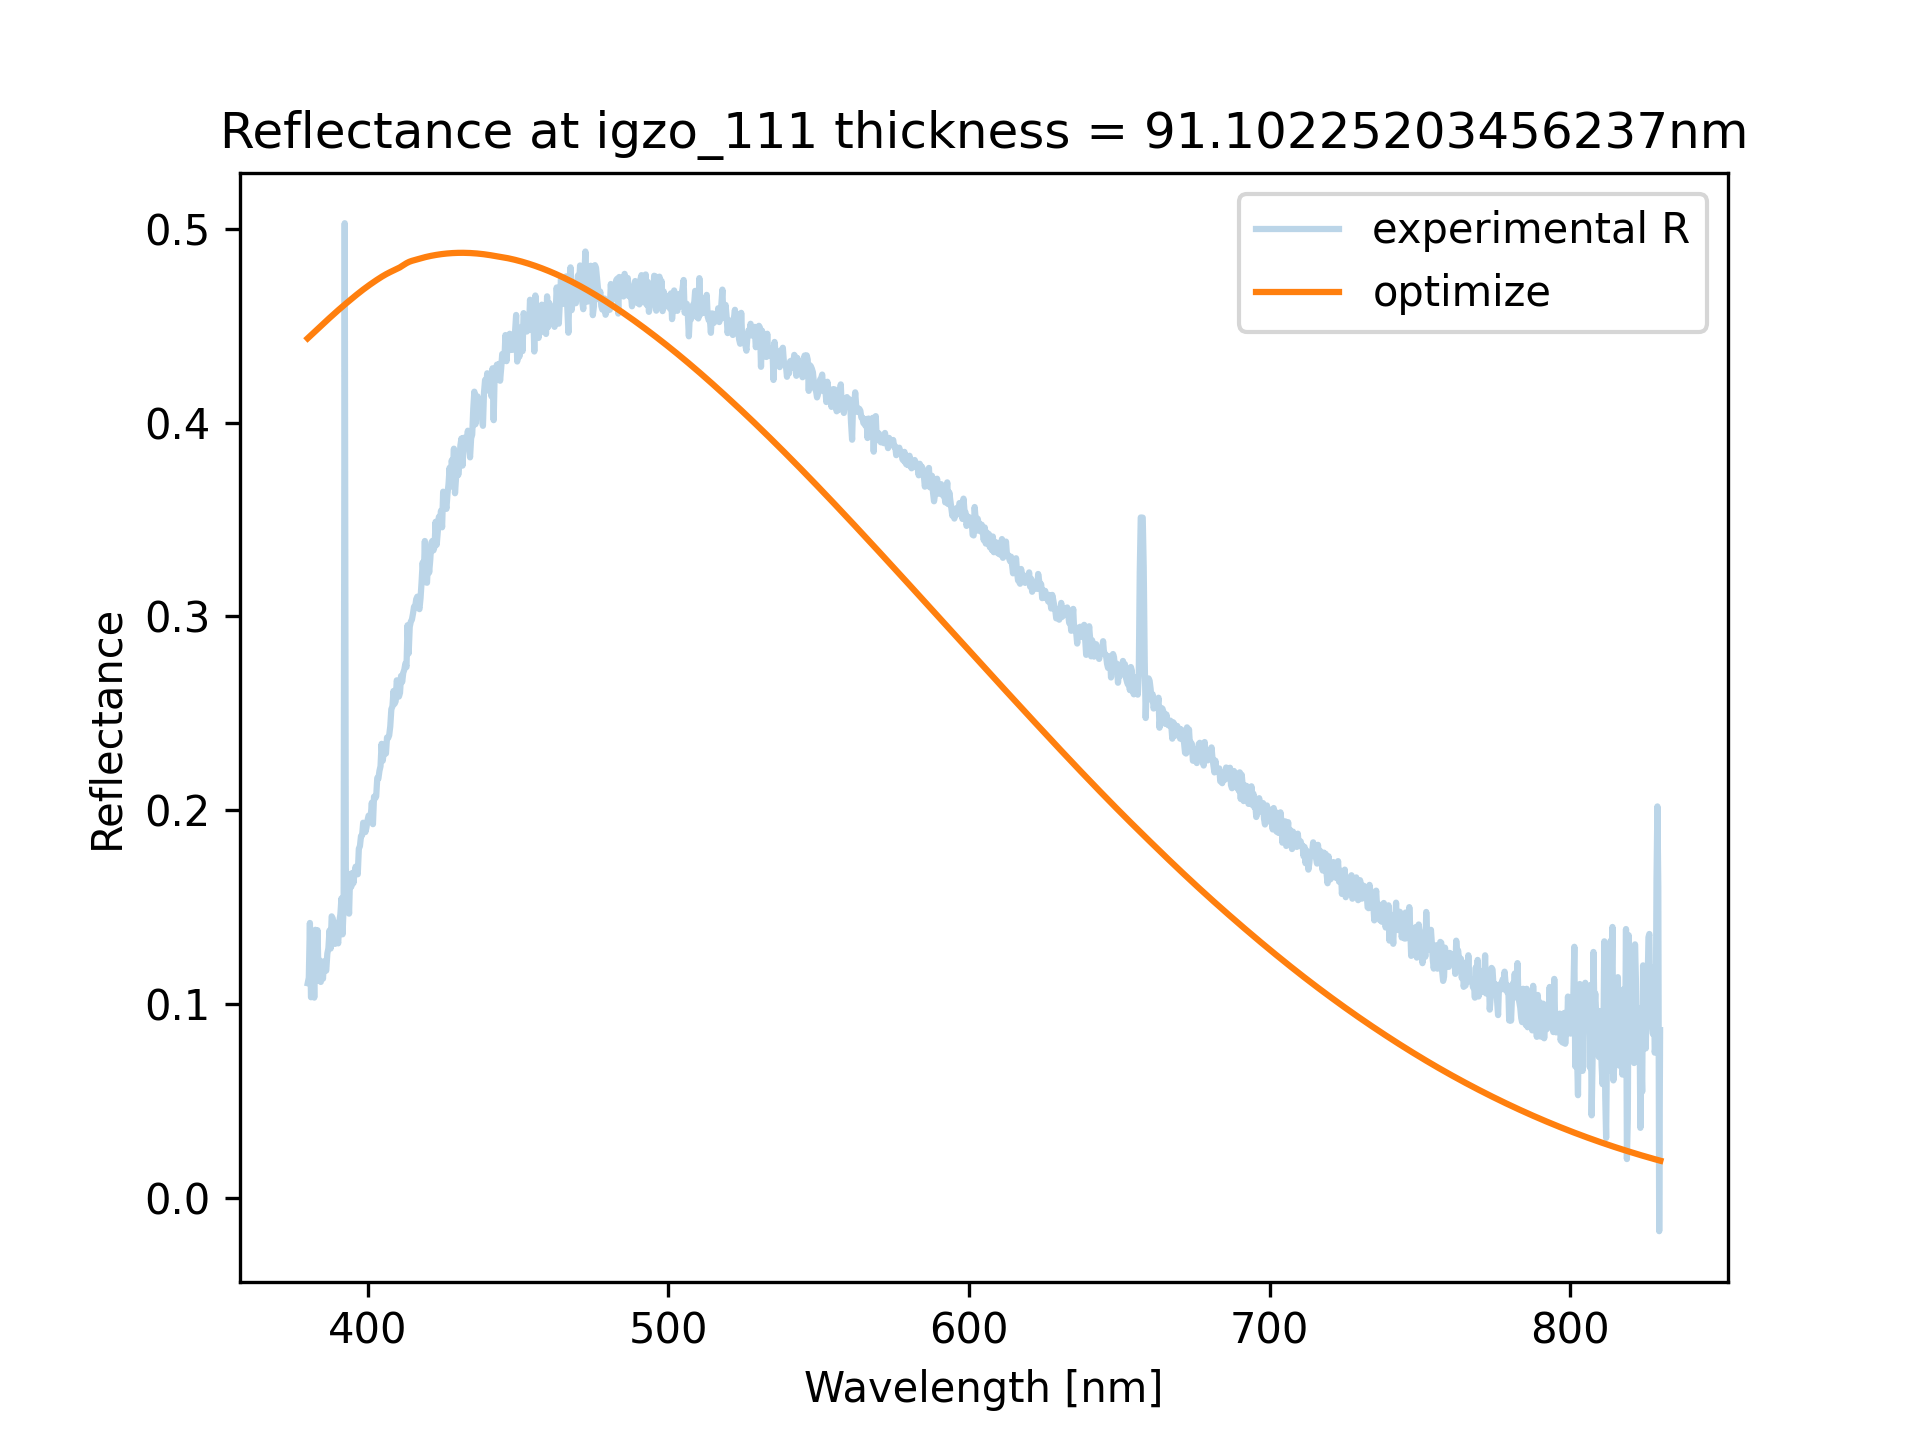 Reflectance at igzo_111 thickness = 91.10225203456237nm
experimental R
optimize
Reflectance
0.5
0.4
0.3
0.2
0.1
0.0
400 500 600 700 800
Wavelength [nm]